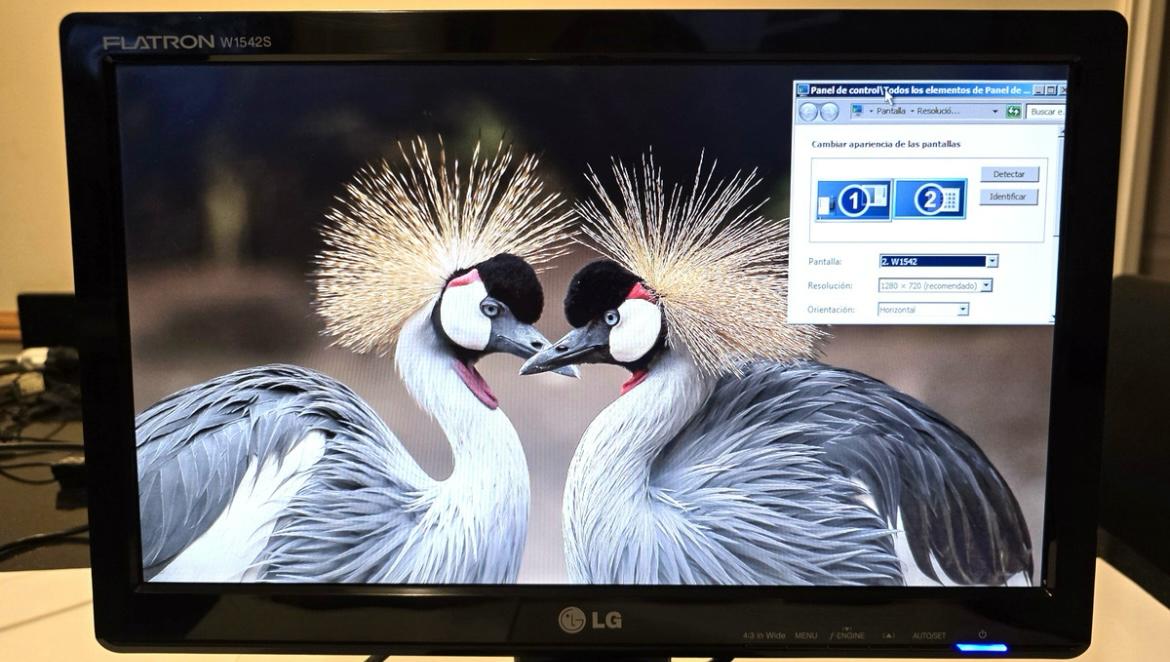 FLATRON W1542S
Panel de control\Todos los elementos de Panel de ...
Pantalla
Resolució...
Buscar e
Cambiar apariencia de las pantallas
1
2
Detectar
Identificar
Pantalla:
2. W1542
Resolución:
1280 × 720 (recomendado)
Orientación:
Horizontal
LG
4:3 in Wide
MENU
ƒ-ENGINE
AUTO/SET